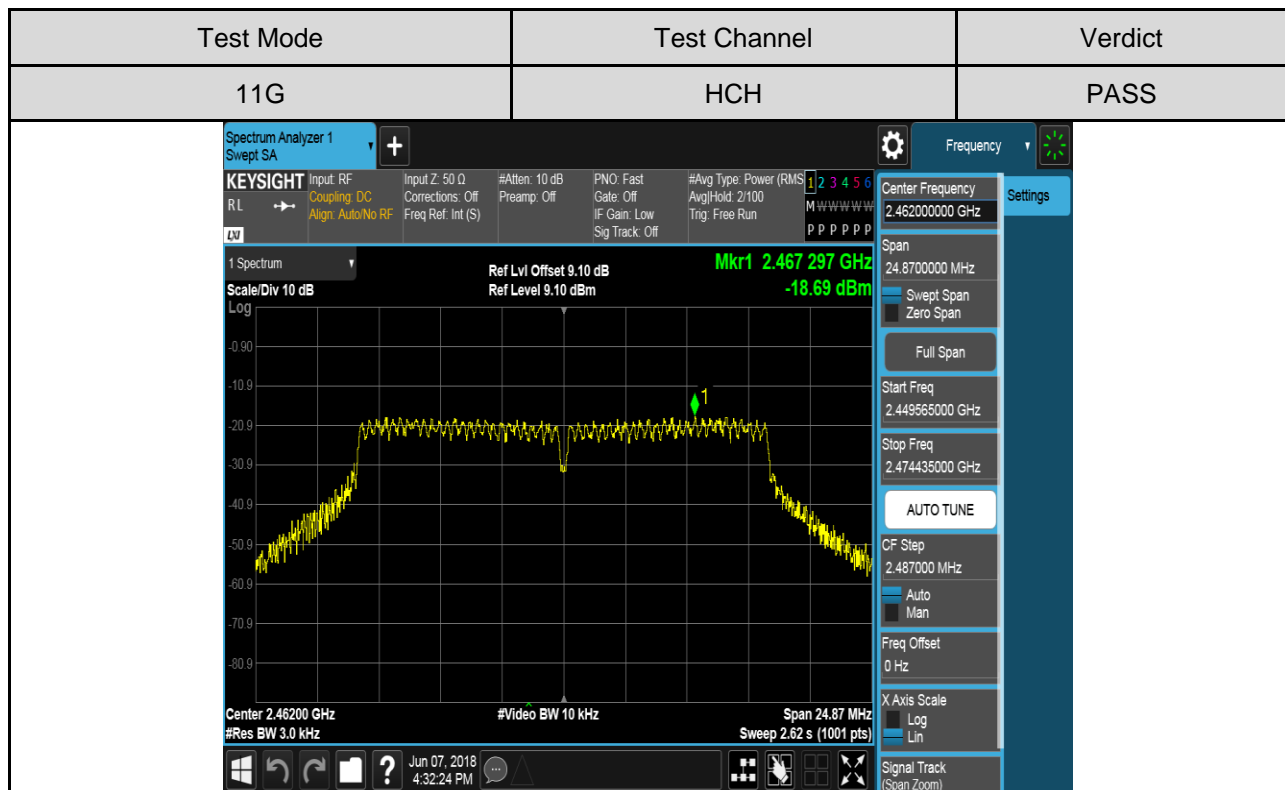 Test Mode Test Channel Verdict
11G HCH PASS
Spectrum Analyzer 1
Swept SA
+
Frequency
KEYSIGHT Input: RF Input Z: 50 Ω #Atten: 10 dB PNO: Fast #Avg Type: Power (RMS 1 2 3 4 5 6
RL Coupling: DC Corrections: Off Preamp: Off Gate: Off Avg|Hold: 2/100 M W W W W W
Align: Auto/No RF Freq Ref: Int (S) IF Gain: Low Trig: Free Run
LXI Sig Track: Off P P P P P P
1 Spectrum
Scale/Div 10 dB
Ref Lvl Offset 9.10 dB
Ref Level 9.10 dBm
Mkr1 2.467 297 GHz
-18.69 dBm
Log
-0.90
-10.9
1
-20.9
-30.9
-40.9
-50.9
-60.9
-70.9
-80.9
Center 2.46200 GHz #Video BW 10 kHz Span 24.87 MHz
#Res BW 3.0 kHz Sweep 2.62 s (1001 pts)
? Jun 07, 2018
4:32:24 PM
Center Frequency
2.462000000 GHz
Settings
Span
24.8700000 MHz
Swept Span
Zero Span
Full Span
Start Freq
2.449565000 GHz
Stop Freq
2.474435000 GHz
AUTO TUNE
CF Step
2.487000 MHz
Auto
Man
Freq Offset
0 Hz
X Axis Scale
Log
Lin
Signal Track
(Span Zoom)